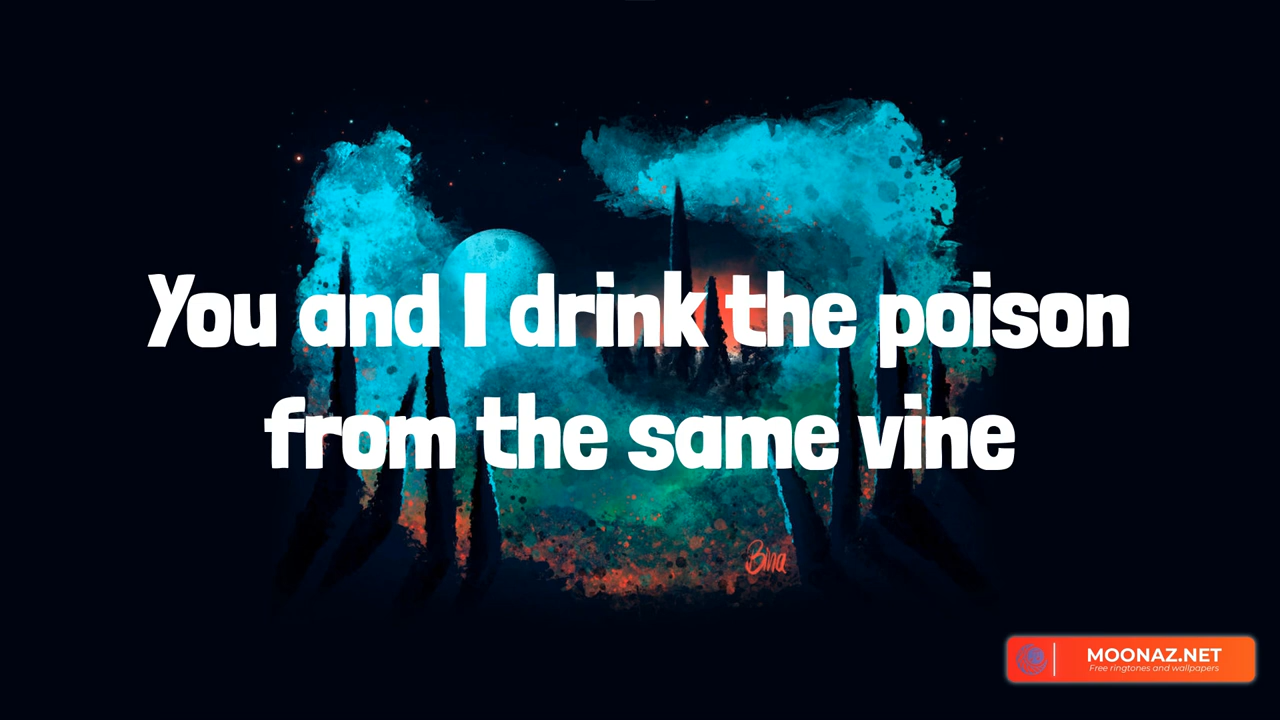 You and I drink the poison
from the same vine
Bina
MOONAZ.NET
Free ringtones and wallpapers